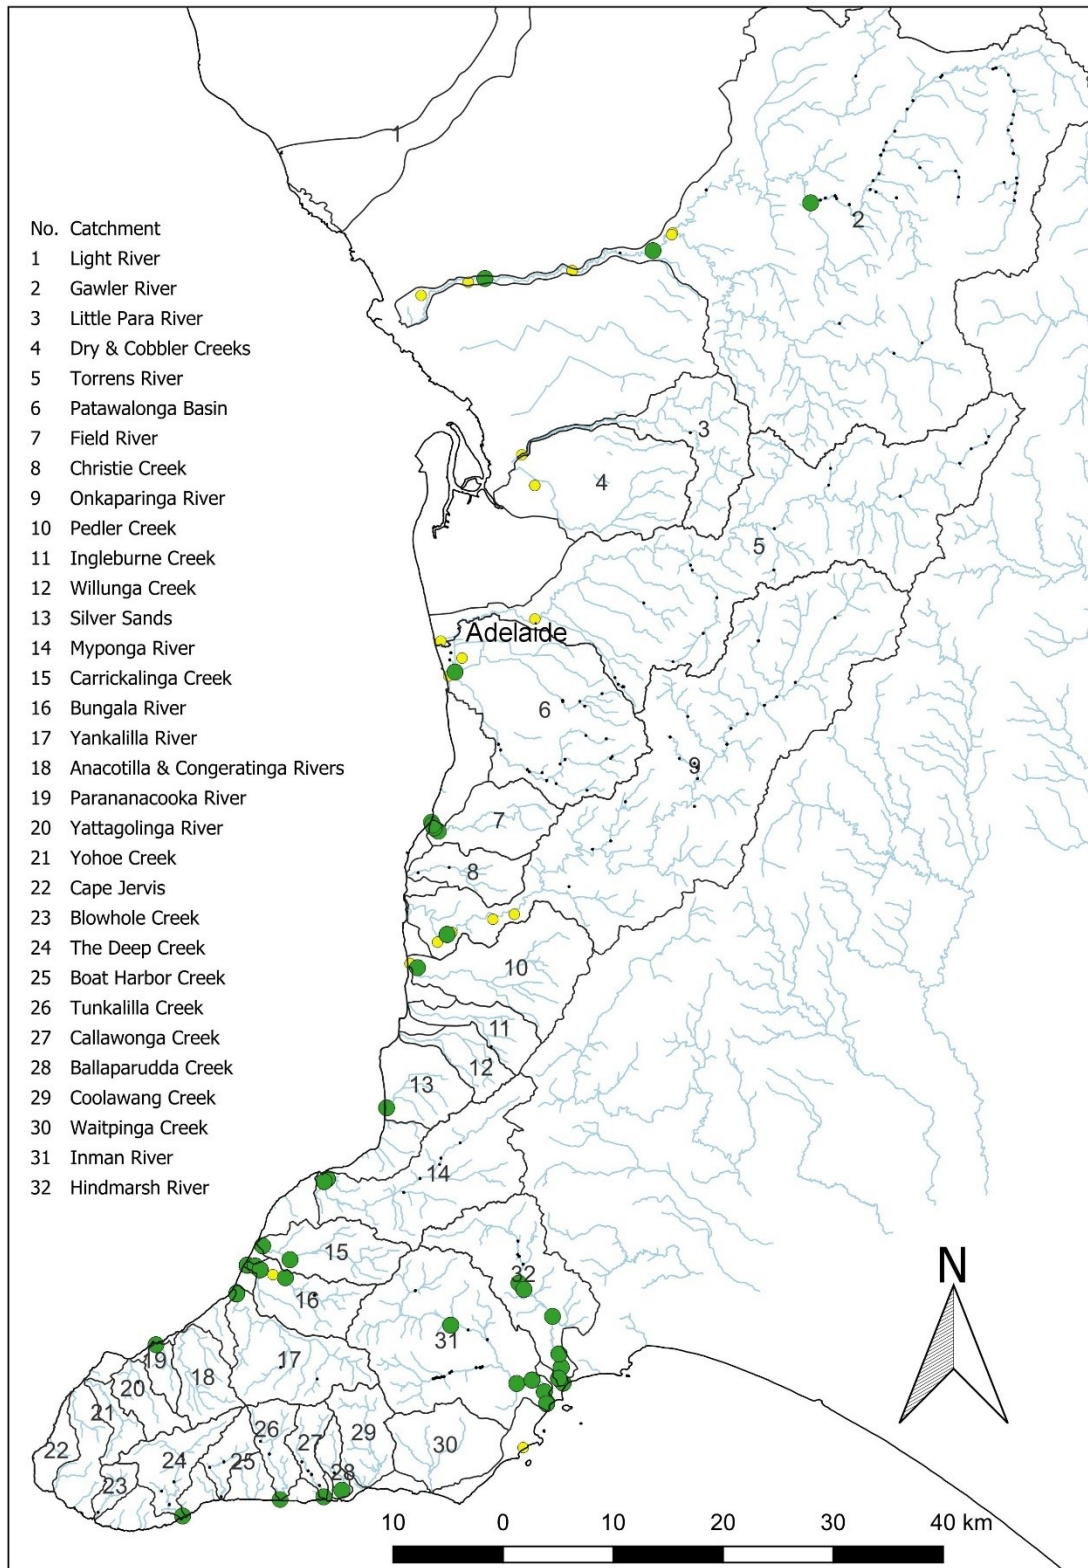 1
2
No. Catchment
1 Light River
2 Gawler River
3 Little Para River
4 Dry & Cobbler Creeks
5 Torrens River
6 Patawalonga Basin
7 Field River
8 Christie Creek
9 Onkaparinga River
10 Pedler Creek
11 Ingleburne Creek
12 Willunga Creek
13 Silver Sands
14 Myponga River
15 Carrickalinga Creek
16 Bungala River
17 Yankalilla River
18 Anacotilla & Congeratinga Rivers
19 Parananacooka River
20 Yattagolinga River
21 Yohoe Creek
22 Cape Jervis
23 Blowhole Creek
24 The Deep Creek
25 Boat Harbor Creek
26 Tunkalilla Creek
27 Callawonga Creek
28 Ballaparudda Creek
29 Coolawang Creek
30 Waitpinga Creek
31 Inman River
32 Hindmarsh River
3
4
5
Adelaide
6
9
7
8
10
11
12
13
14
15
32
16
31
17
19
18
20
21
26
27
29
30
22
24
25
28
23
N
10 0 10 20 30 40 km